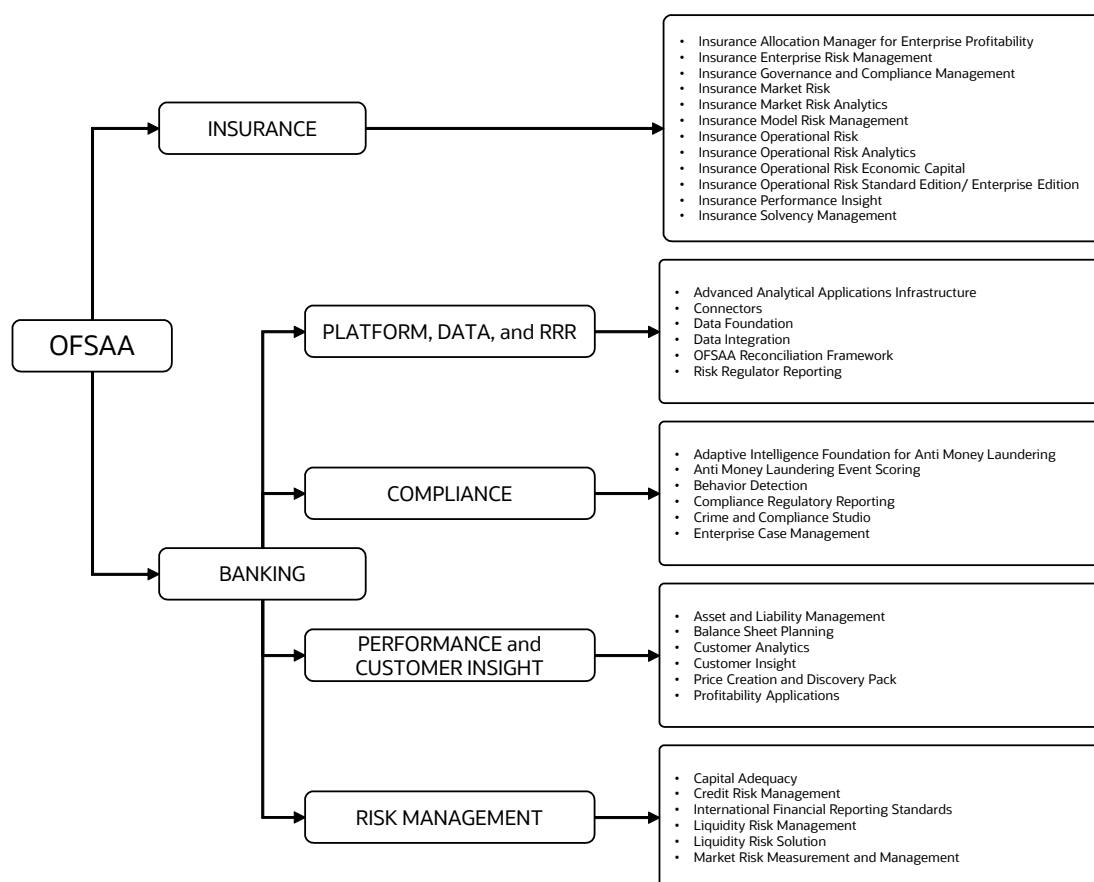 • Insurance Allocation Manager for Enterprise Profitability
• Insurance Enterprise Risk Management
• Insurance Governance and Compliance Management
• Insurance Market Risk
• Insurance Market Risk Analytics
• Insurance Model Risk Management
• Insurance Operational Risk
• Insurance Operational Risk Analytics
• Insurance Operational Risk Economic Capital
• Insurance Operational Risk Standard Edition/ Enterprise Edition
• Insurance Performance Insight
• Insurance Solvency Management
INSURANCE
OFSAA
PLATFORM, DATA, and RRR
• Advanced Analytical Applications Infrastructure
• Connectors
• Data Foundation
• Data Integration
• OFSAA Reconciliation Framework
• Risk Regulator Reporting
COMPLIANCE
• Adaptive Intelligence Foundation for Anti Money Laundering
• Anti Money Laundering Event Scoring
• Behavior Detection
• Compliance Regulatory Reporting
• Crime and Compliance Studio
• Enterprise Case Management
BANKING
PERFORMANCE and
CUSTOMER INSIGHT
• Asset and Liability Management
• Balance Sheet Planning
• Customer Analytics
• Customer Insight
• Price Creation and Discovery Pack
• Profitability Applications
RISK MANAGEMENT
• Capital Adequacy
• Credit Risk Management
• International Financial Reporting Standards
• Liquidity Risk Management
• Liquidity Risk Solution
• Market Risk Measurement and Management